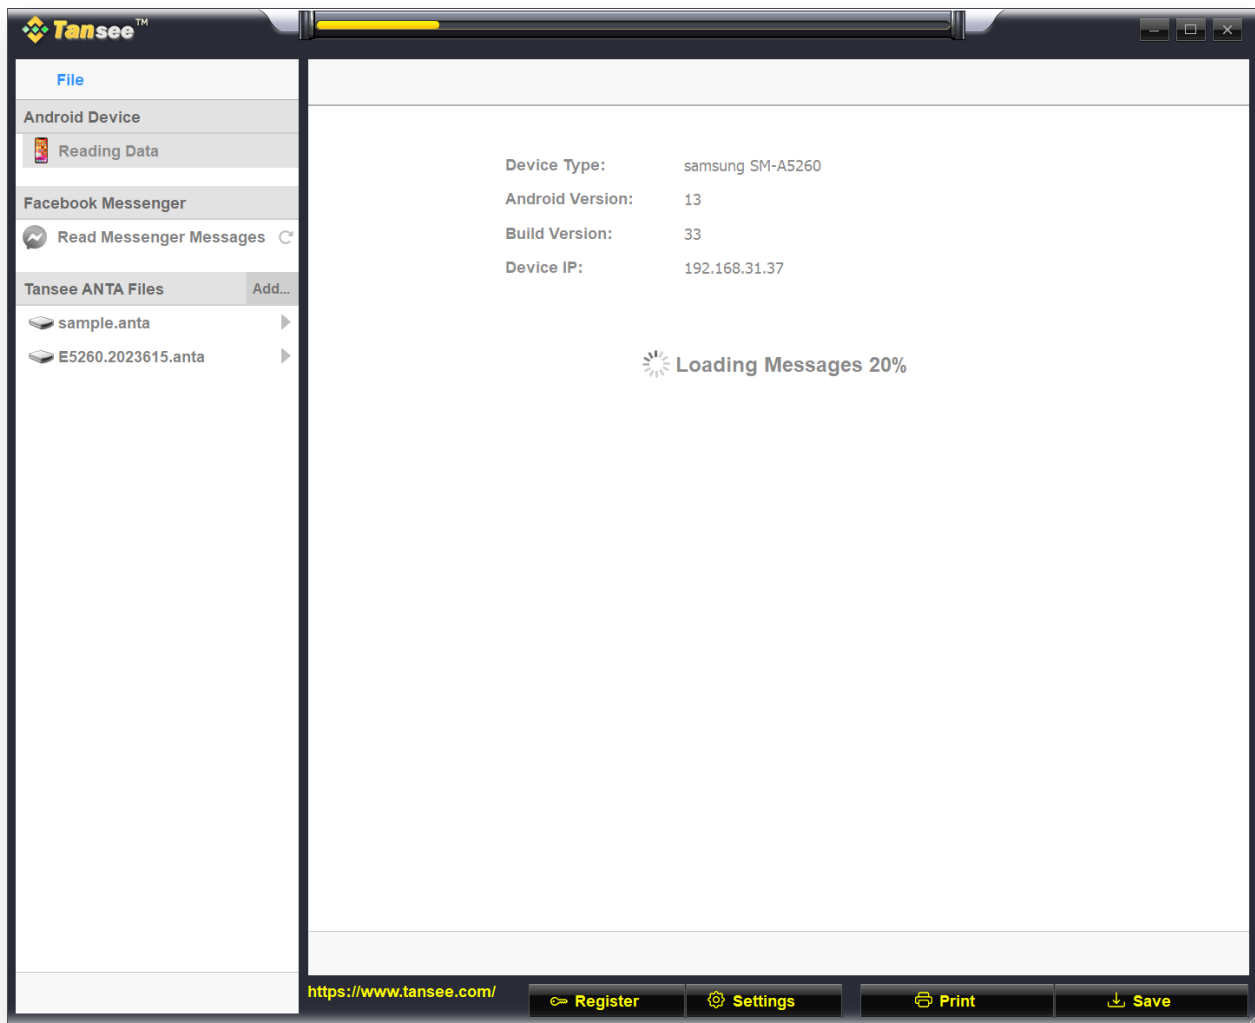 Tansee™
File
Android Device
Reading Data
Facebook Messenger
Read Messenger Messages
Tansee ANTA Files Add...
sample.anta
E5260.2023615.anta
Device Type: samsung SM-A5260
Android Version: 13
Build Version: 33
Device IP: 192.168.31.37
Loading Messages 20%
https://www.tansee.com/ Register Settings Print Save